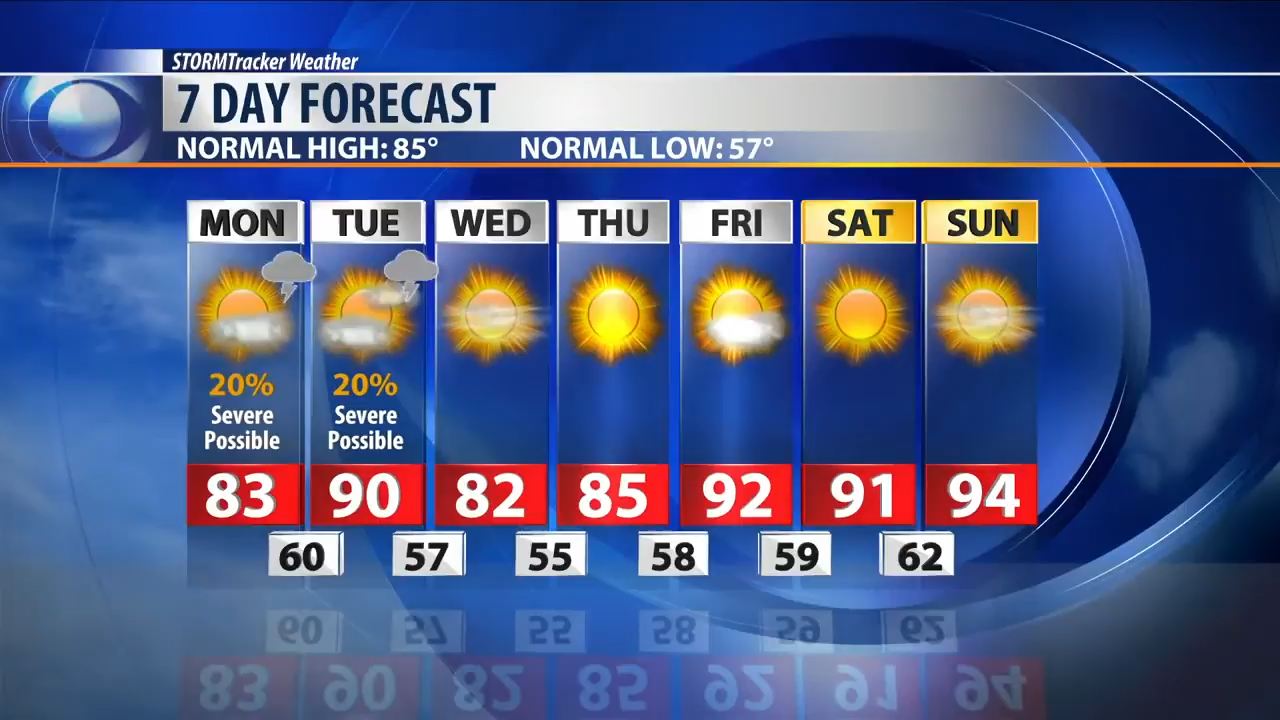 STORMTracker Weather
7 DAY FORECAST
NORMAL HIGH: 85° NORMAL LOW: 57°
MON TUE WED THU FRI SAT SUN
20% 20%
Severe Severe
Possible Possible
83 90 82 85 92 91 94
60 57 55 58 59 62